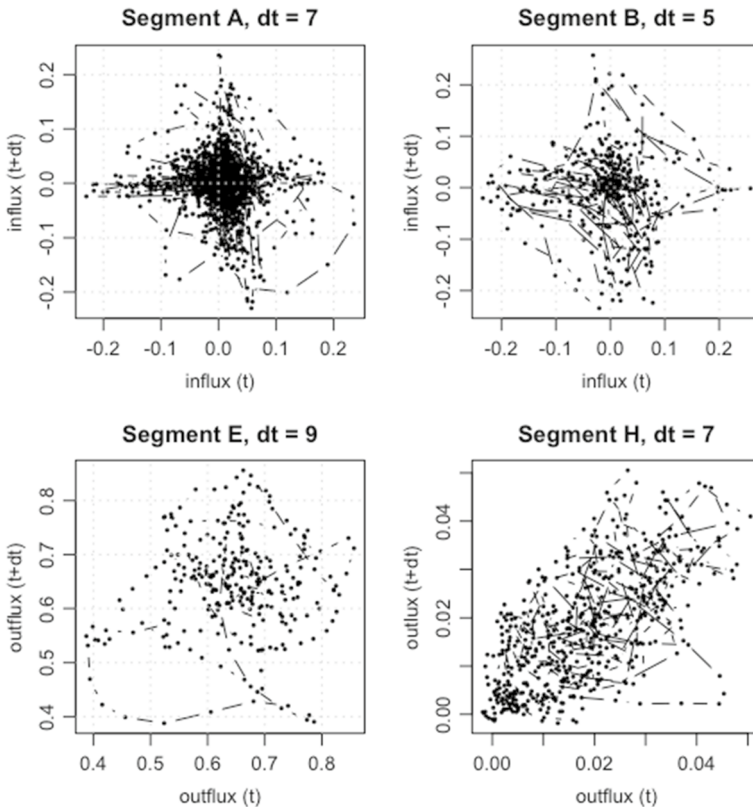 Segment A, dt = 7
0.2
0.1
0.0
-0.1
-0.2
influx (t+dt)
-0.2 -0.1 0.0 0.1 0.2
influx (t)
Segment B, dt = 5
0.2
0.1
0.0
-0.1
-0.2
influx (t+dt)
-0.2 -0.1 0.0 0.1 0.2
influx (t)
Segment E, dt = 9
0.8
0.7
0.6
0.5
0.4
outflux (t+dt)
0.4 0.5 0.6 0.7 0.8
outflux (t)
Segment H, dt = 7
0.04
0.02
0.00
outlux (t+dt)
0.00 0.02 0.04
outflux (t)